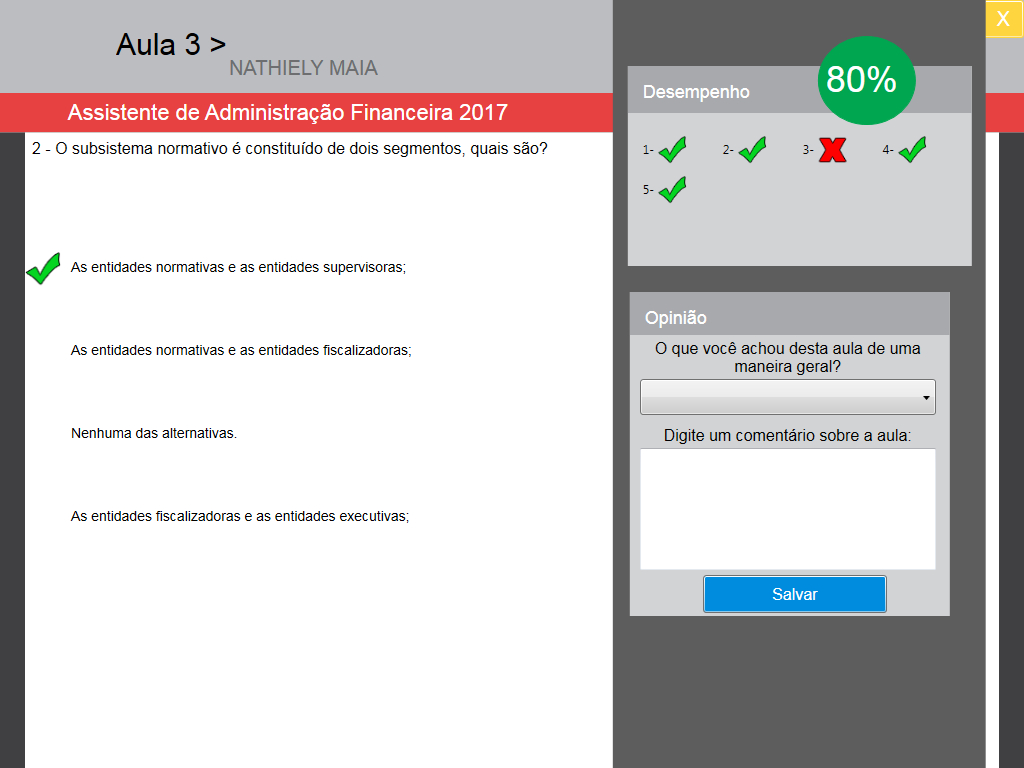 Aula 3 >
NATHIELY MAIA
X
Assistente de Administração Financeira 2017
2 - O subsistema normativo é constituído de dois segmentos, quais são?
As entidades normativas e as entidades supervisoras;
As entidades normativas e as entidades fiscalizadoras;
Nenhuma das alternativas.
As entidades fiscalizadoras e as entidades executivas;
Desempenho
80%
1- 2- 3- 4-
5-
Opinião
O que você achou desta aula de uma
maneira geral?
Digite um comentário sobre a aula:
Salvar